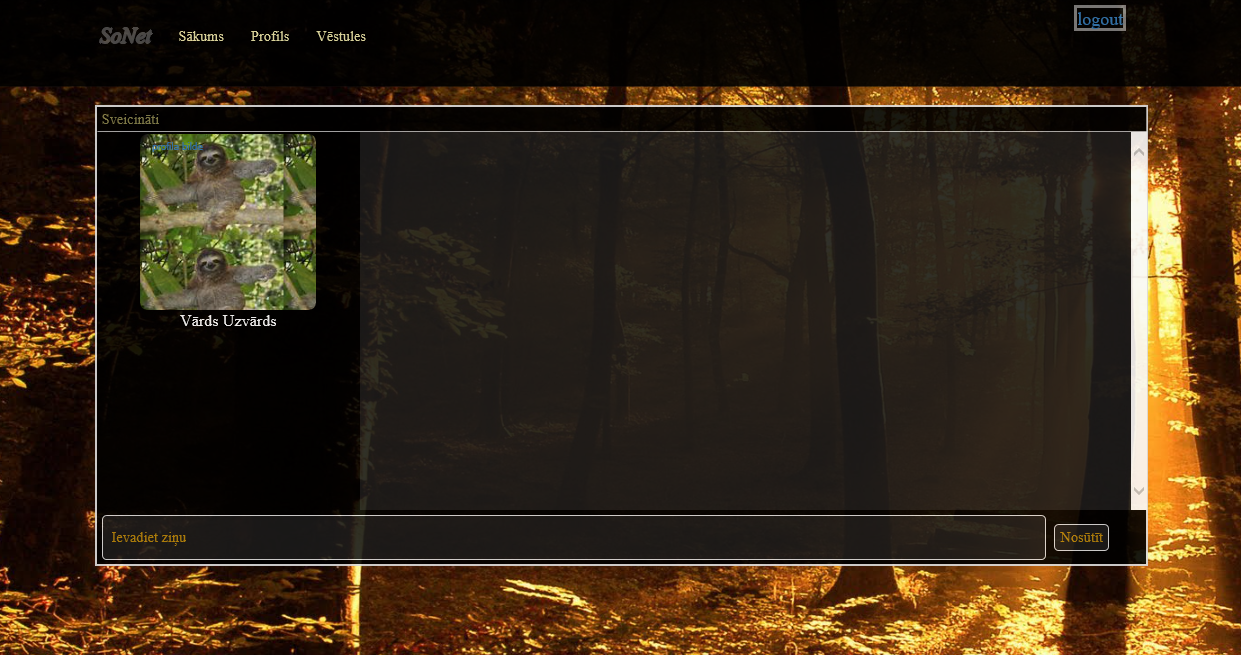 SoNet Sākums Profils Vēstules logout
Sveicināti
Vārds Uzvārds
Ievadiet ziņu Nosūtīt